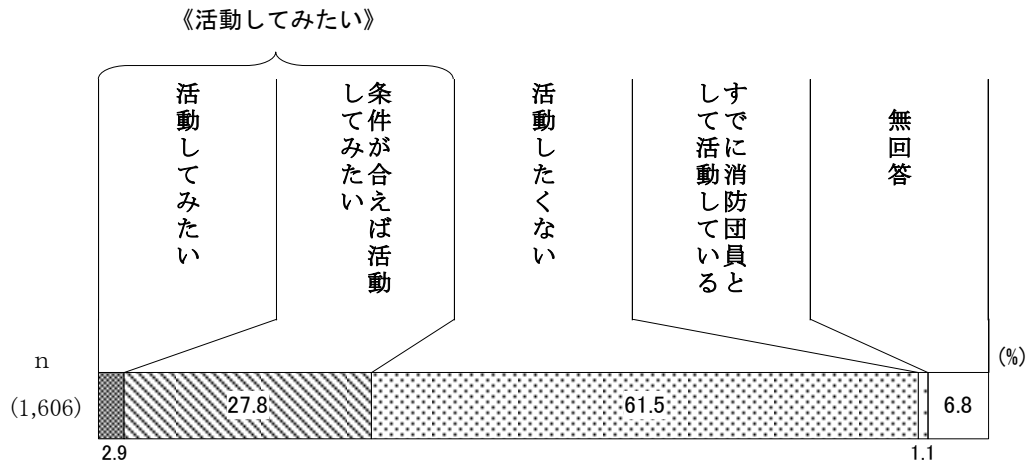 《活動してみたい》
活動してみたい
条件が合えば活動
してみたい
活動したくない
すでに消防団員と
して活動している
無回答
(%)
n
(1,606)
27.8
61.5
6.8
2.9
1.1